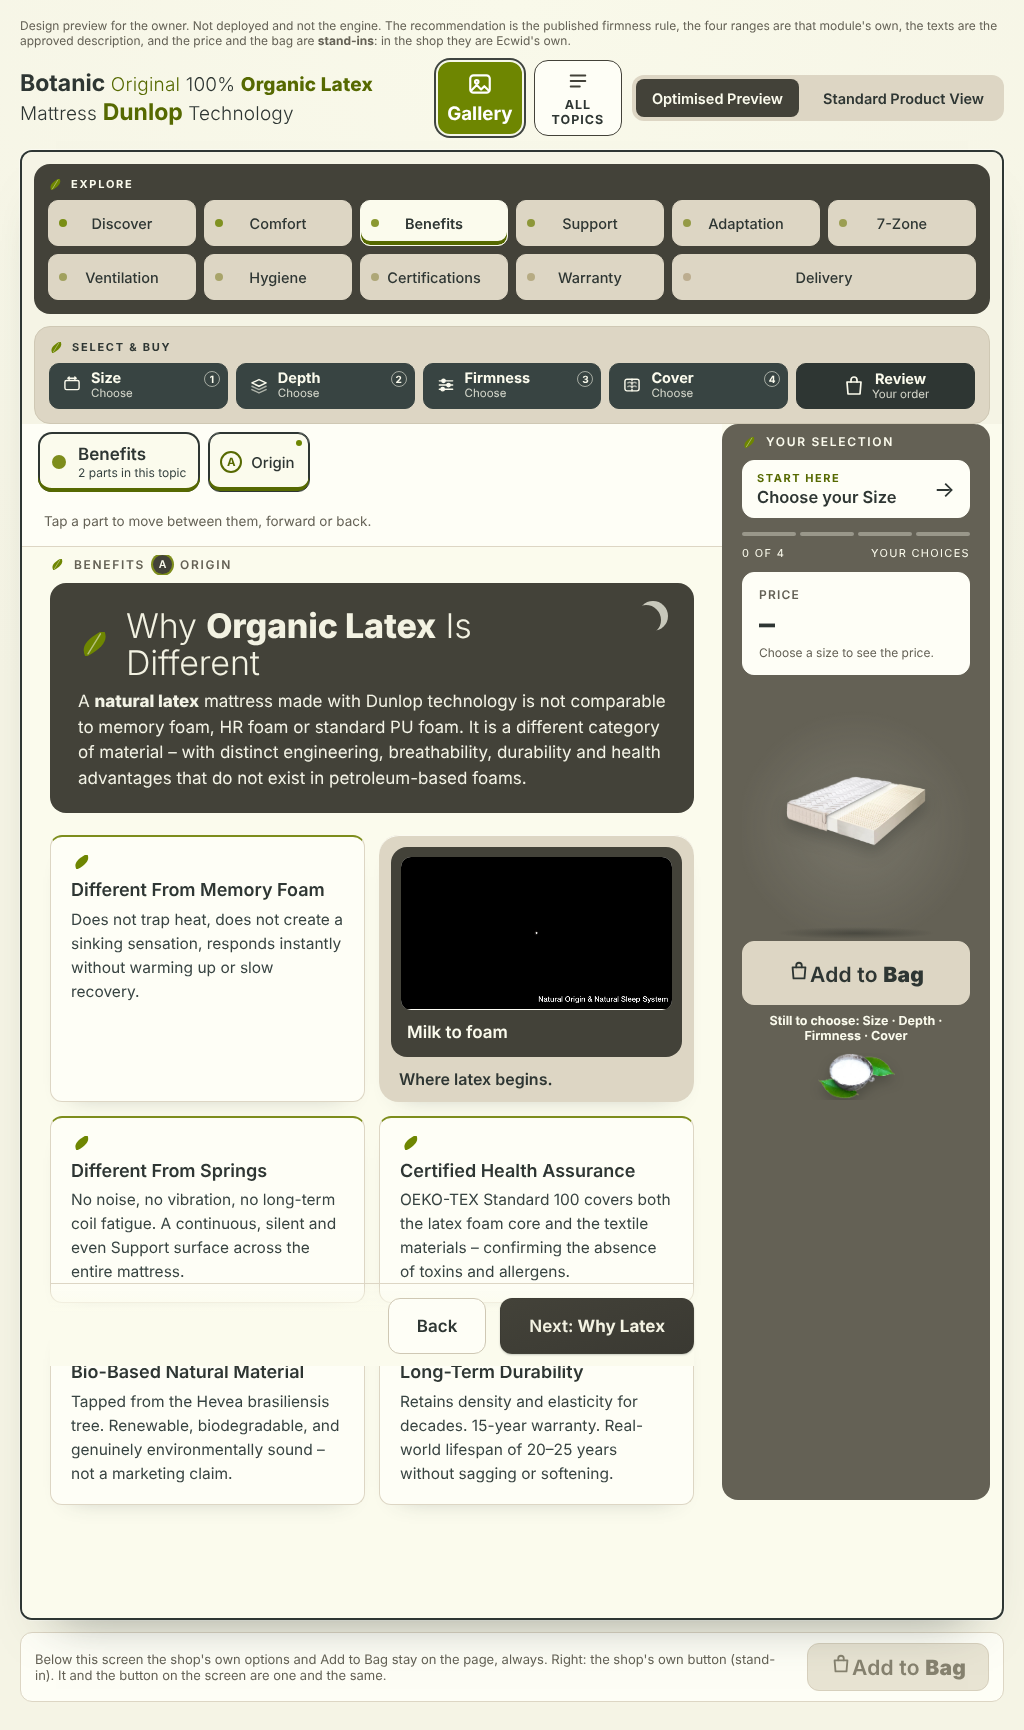 Design preview for the owner. Not deployed and not the engine. The recommendation is the published firmness rule, the four ranges are that module's own, the texts are the
approved description, and the price and the bag are stand-ins: in the shop they are Ecwid's own.
Botanic Original 100% Organic Latex
Mattress Dunlop Technology
Gallery
ALL
TOPICS
Optimised Preview
Standard Product View
EXPLORE
Discover
Comfort
Benefits
Support
Adaptation
7-Zone
Ventilation
Hygiene
Certifications
Warranty
Delivery
SELECT & BUY
Size
Choose
1
Depth
Choose
2
Firmness
Choose
3
Cover
Choose
4
Review
Your order
Benefits
2 parts in this topic
A
Origin
Tap a part to move between them, forward or back.
BENEFITS A ORIGIN
Why Organic Latex Is
Different
A natural latex mattress made with Dunlop technology is not comparable
to memory foam, HR foam or standard PU foam. It is a different category
of material – with distinct engineering, breathability, durability and health
advantages that do not exist in petroleum-based foams.
Different From Memory Foam
Does not trap heat, does not create a
sinking sensation, responds instantly
without warming up or slow
recovery.
Natural Origin & Natural Sleep System
Milk to foam
Where latex begins.
Different From Springs
No noise, no vibration, no long-term
coil fatigue. A continuous, silent and
even Support surface across the
entire mattress.
Certified Health Assurance
OEKO-TEX Standard 100 covers both
the latex foam core and the textile
materials – confirming the absence
of toxins and allergens.
Back
Next: Why Latex
Bio-Based Natural Material
Tapped from the Hevea brasiliensis
tree. Renewable, biodegradable, and
genuinely environmentally sound –
not a marketing claim.
Long-Term Durability
Retains density and elasticity for
decades. 15-year warranty. Real-
world lifespan of 20–25 years
without sagging or softening.
YOUR SELECTION
START HERE
Choose your Size
0 OF 4
YOUR CHOICES
PRICE
–
Choose a size to see the price.
Add to Bag
Still to choose: Size · Depth ·
Firmness · Cover
Below this screen the shop's own options and Add to Bag stay on the page, always. Right: the shop's own button (stand-
in). It and the button on the screen are one and the same.
Add to Bag